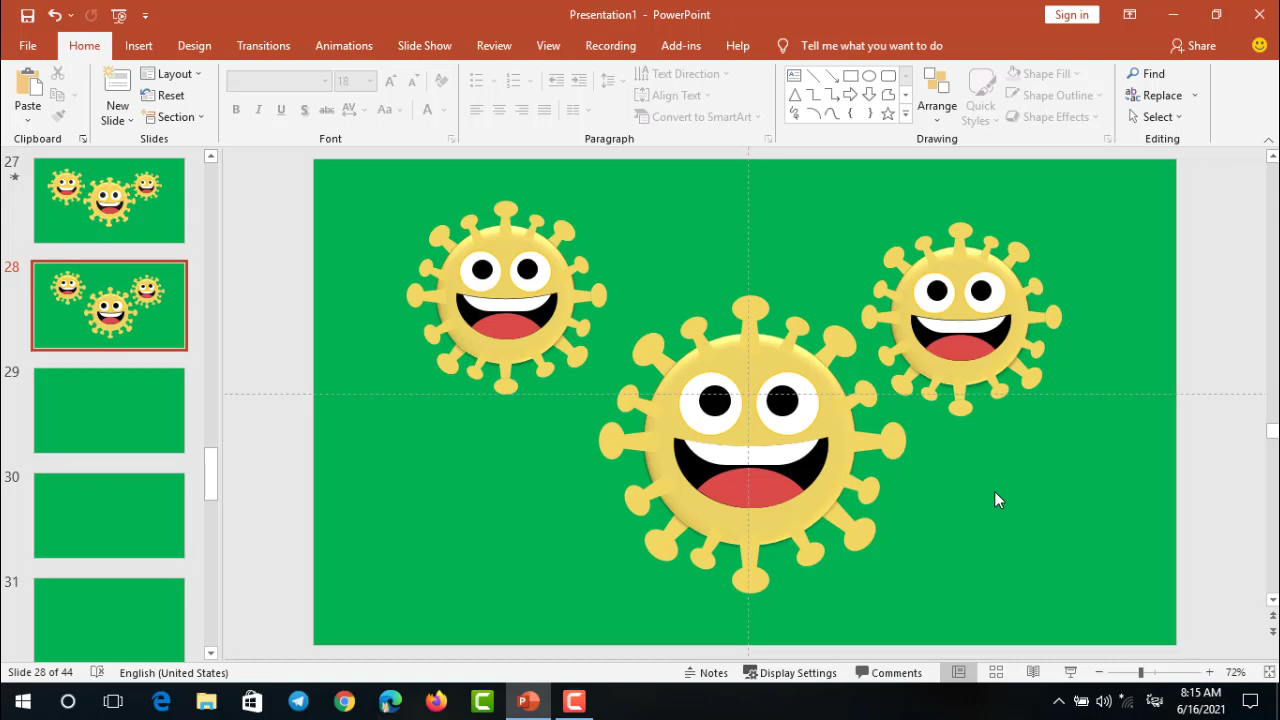 Presentation1 - PowerPoint
Sign in
File Home Insert Design Transitions Animations Slide Show Review View Recording Add-ins Help Tell me what you want to do Share
Paste
New Slide
Layout
Reset
Section
18
B I U S abc AV Aa A
Text Direction
Align Text
Convert to SmartArt
Arrange
Quick Styles
Shape Fill
Shape Outline
Shape Effects
Find
Replace
Select
Clipboard Slides Font Paragraph Drawing Editing
27
28
29
30
31
Slide 28 of 44 English (United States) Notes Display Settings Comments 72%
8:15 AM
6/16/2021